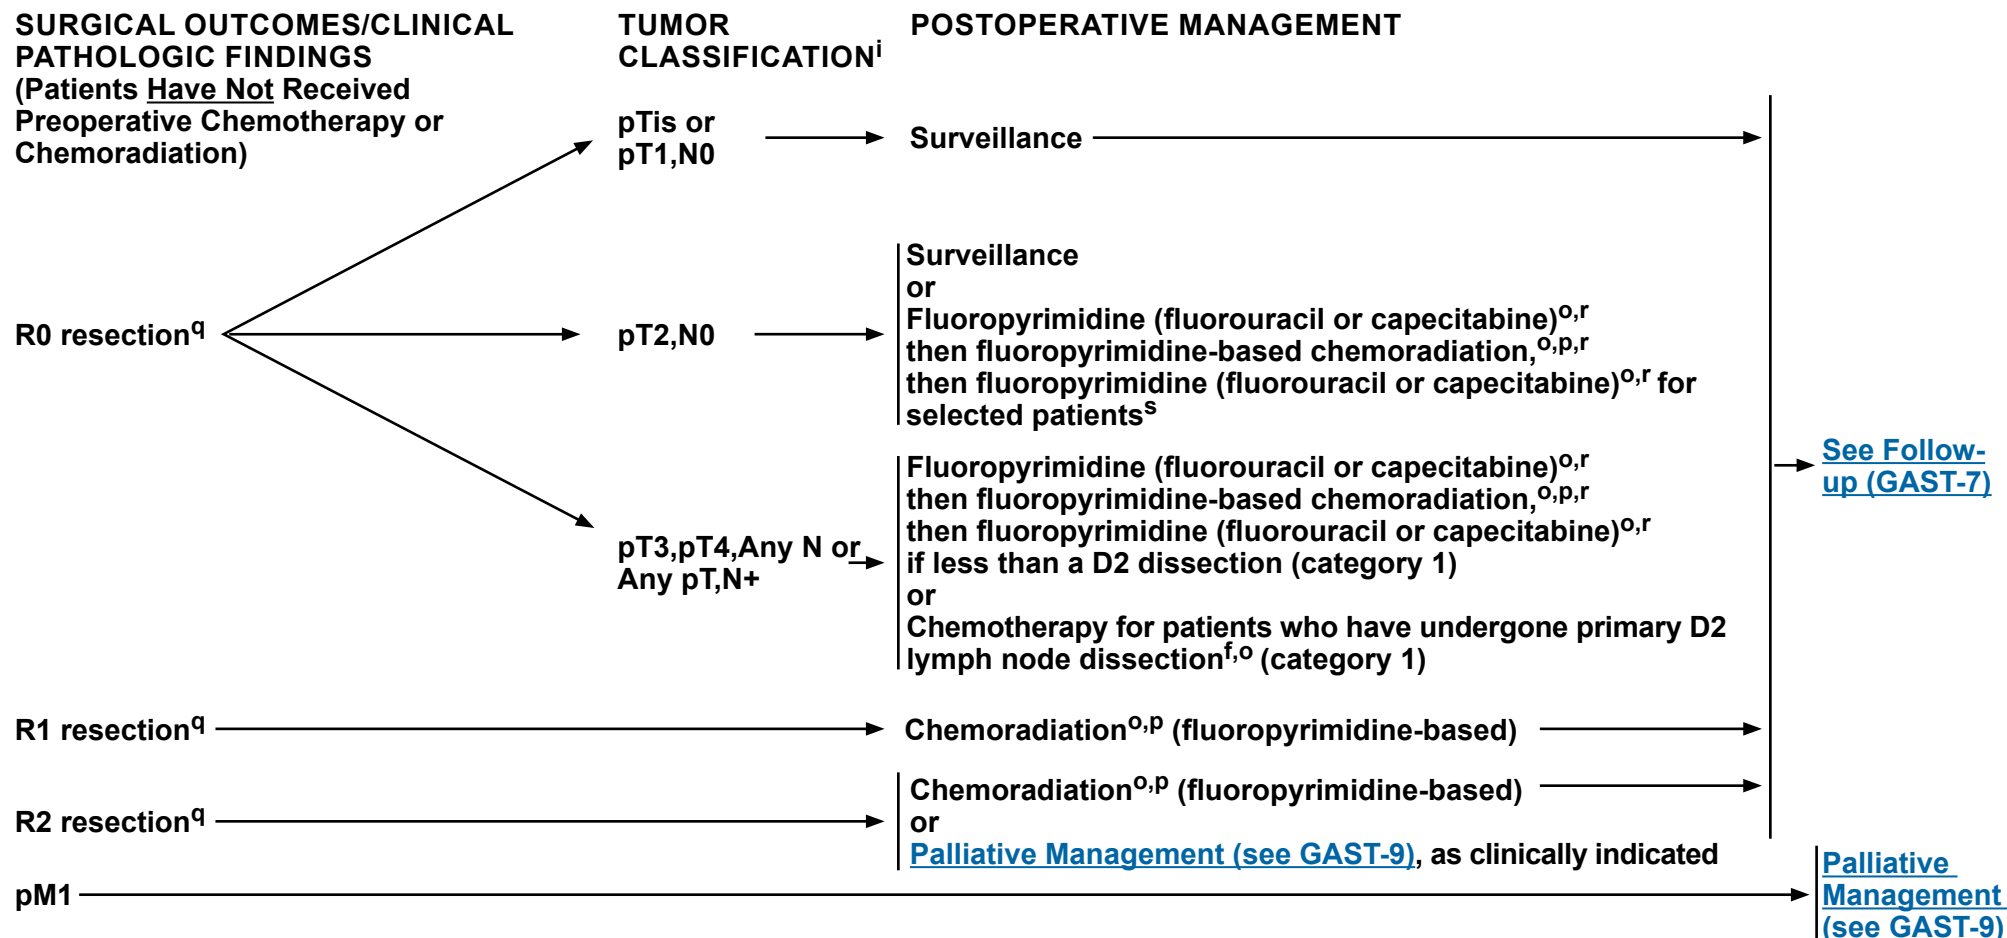 SURGICAL OUTCOMES/CLINICAL
PATHOLOGIC FINDINGS
(Patients Have Not Received
Preoperative Chemotherapy or
Chemoradiation)
TUMOR
CLASSIFICATIONi
POSTOPERATIVE MANAGEMENT
pTis or
pT1,N0
Surveillance
R0 resectionq
pT2,N0
Surveillance
or
Fluoropyrimidine (fluorouracil or capecitabine)o,r
then fluoropyrimidine-based chemoradiation,o,p,r
then fluoropyrimidine (fluorouracil or capecitabine)o,r for
selected patientss
pT3,pT4,Any N or
Any pT,N+
Fluoropyrimidine (fluorouracil or capecitabine)o,r
then fluoropyrimidine-based chemoradiation,o,p,r
then fluoropyrimidine (fluorouracil or capecitabine)o,r
if less than a D2 dissection (category 1)
or
Chemotherapy for patients who have undergone primary D2
lymph node dissectionf,o (category 1)
See Follow-
up (GAST-7)
R1 resectionq
Chemoradiationo,p (fluoropyrimidine-based)
R2 resectionq
Chemoradiationo,p (fluoropyrimidine-based)
or
Palliative Management (see GAST-9), as clinically indicated
pM1
Palliative
Management
(see GAST-9)